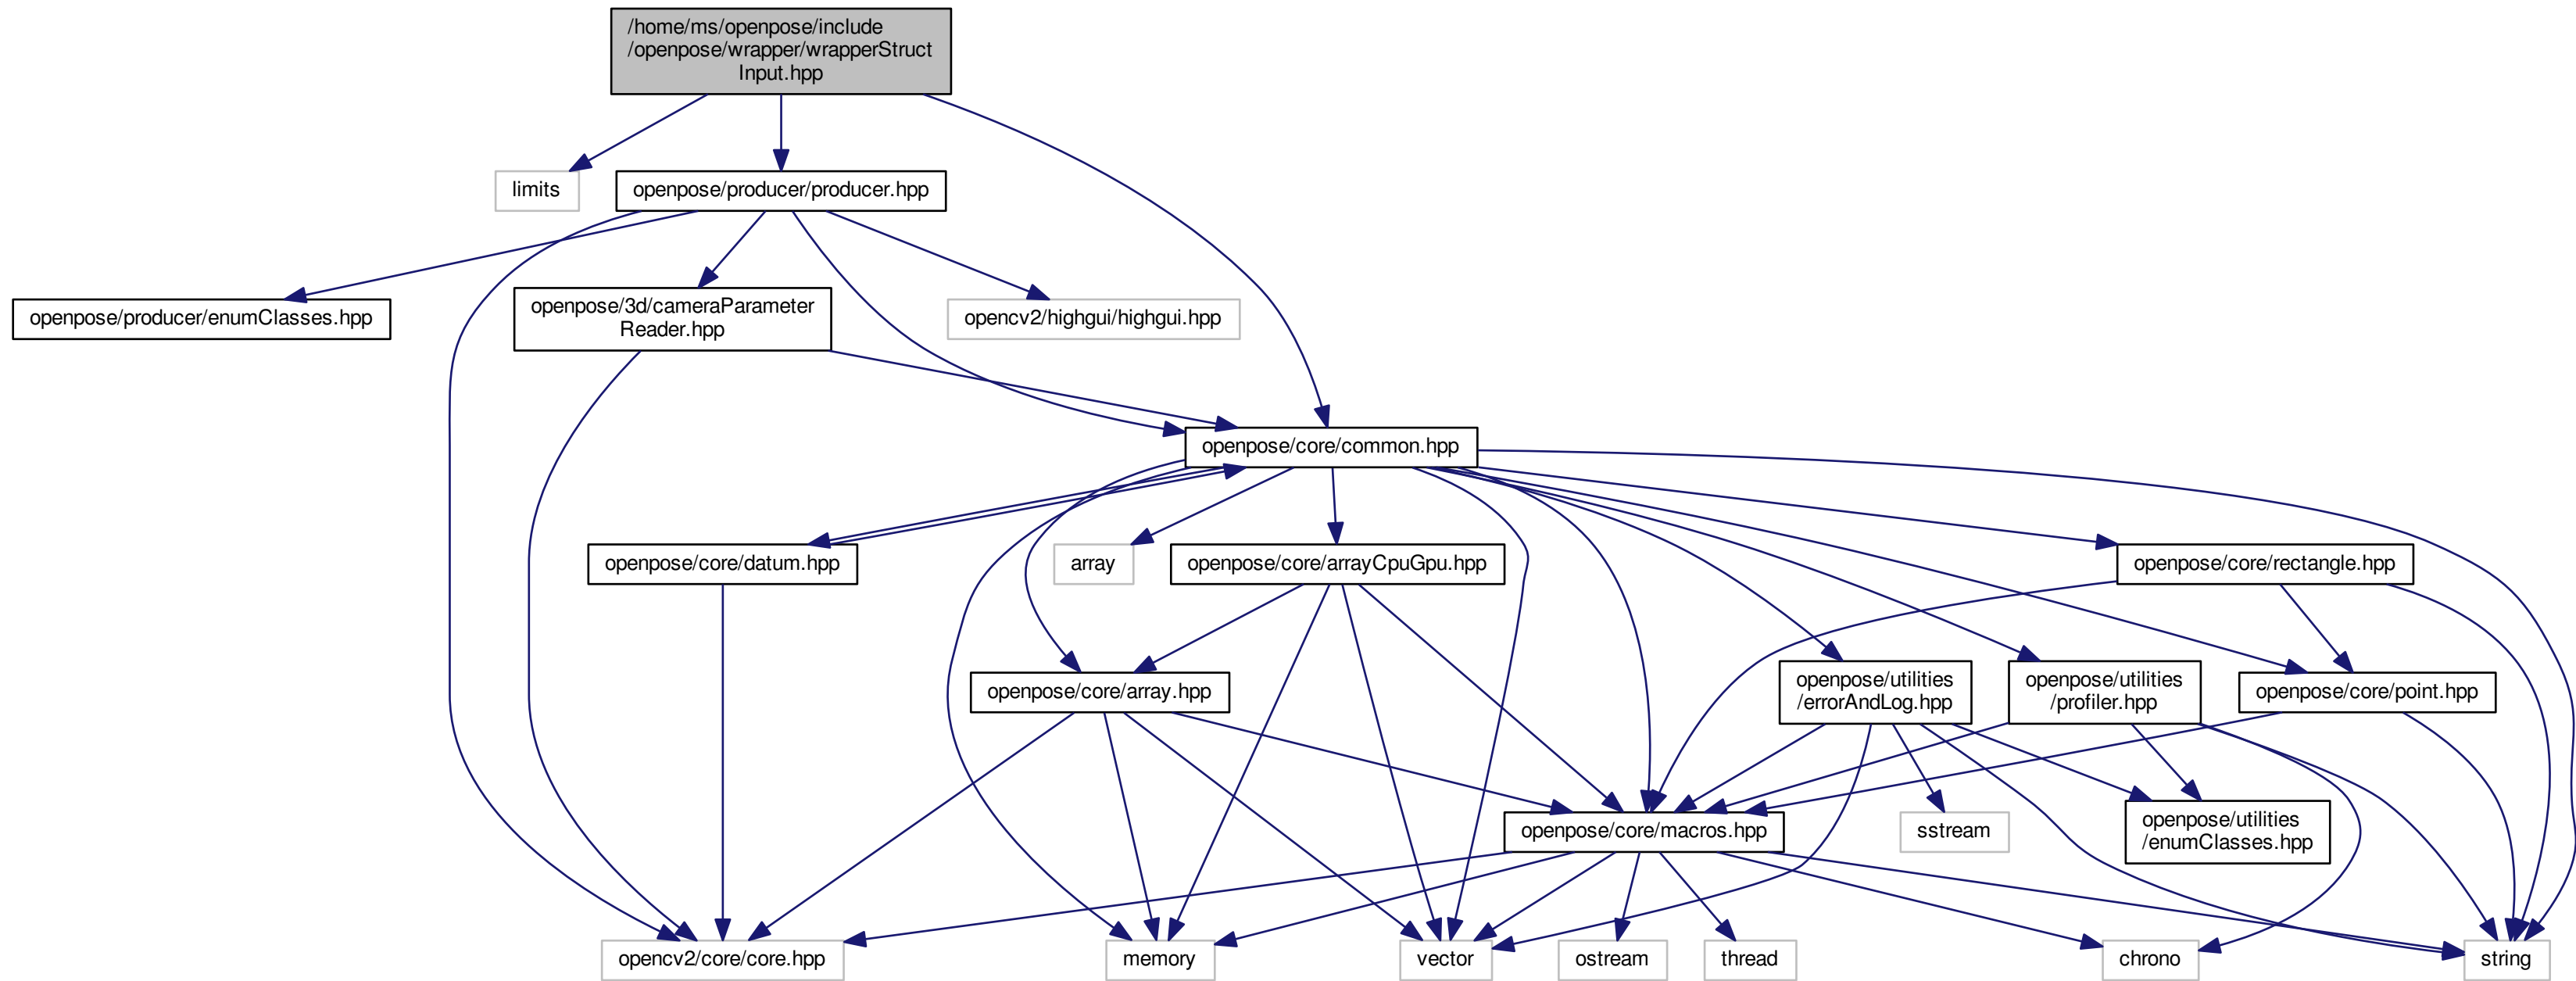 /home/ms/openpose/include
/openpose/wrapper/wrapperStruct
Input.hpp
limits
openpose/producer/producer.hpp
openpose/producer/enumClasses.hpp
openpose/3d/cameraParameter
Reader.hpp
opencv2/highgui/highgui.hpp
openpose/core/common.hpp
openpose/core/datum.hpp
array
openpose/core/arrayCpuGpu.hpp
openpose/core/rectangle.hpp
openpose/core/array.hpp
openpose/utilities
/errorAndLog.hpp
openpose/utilities
/profiler.hpp
openpose/core/point.hpp
openpose/core/macros.hpp
sstream
openpose/utilities
/enumClasses.hpp
opencv2/core/core.hpp
memory
vector
ostream
thread
chrono
string